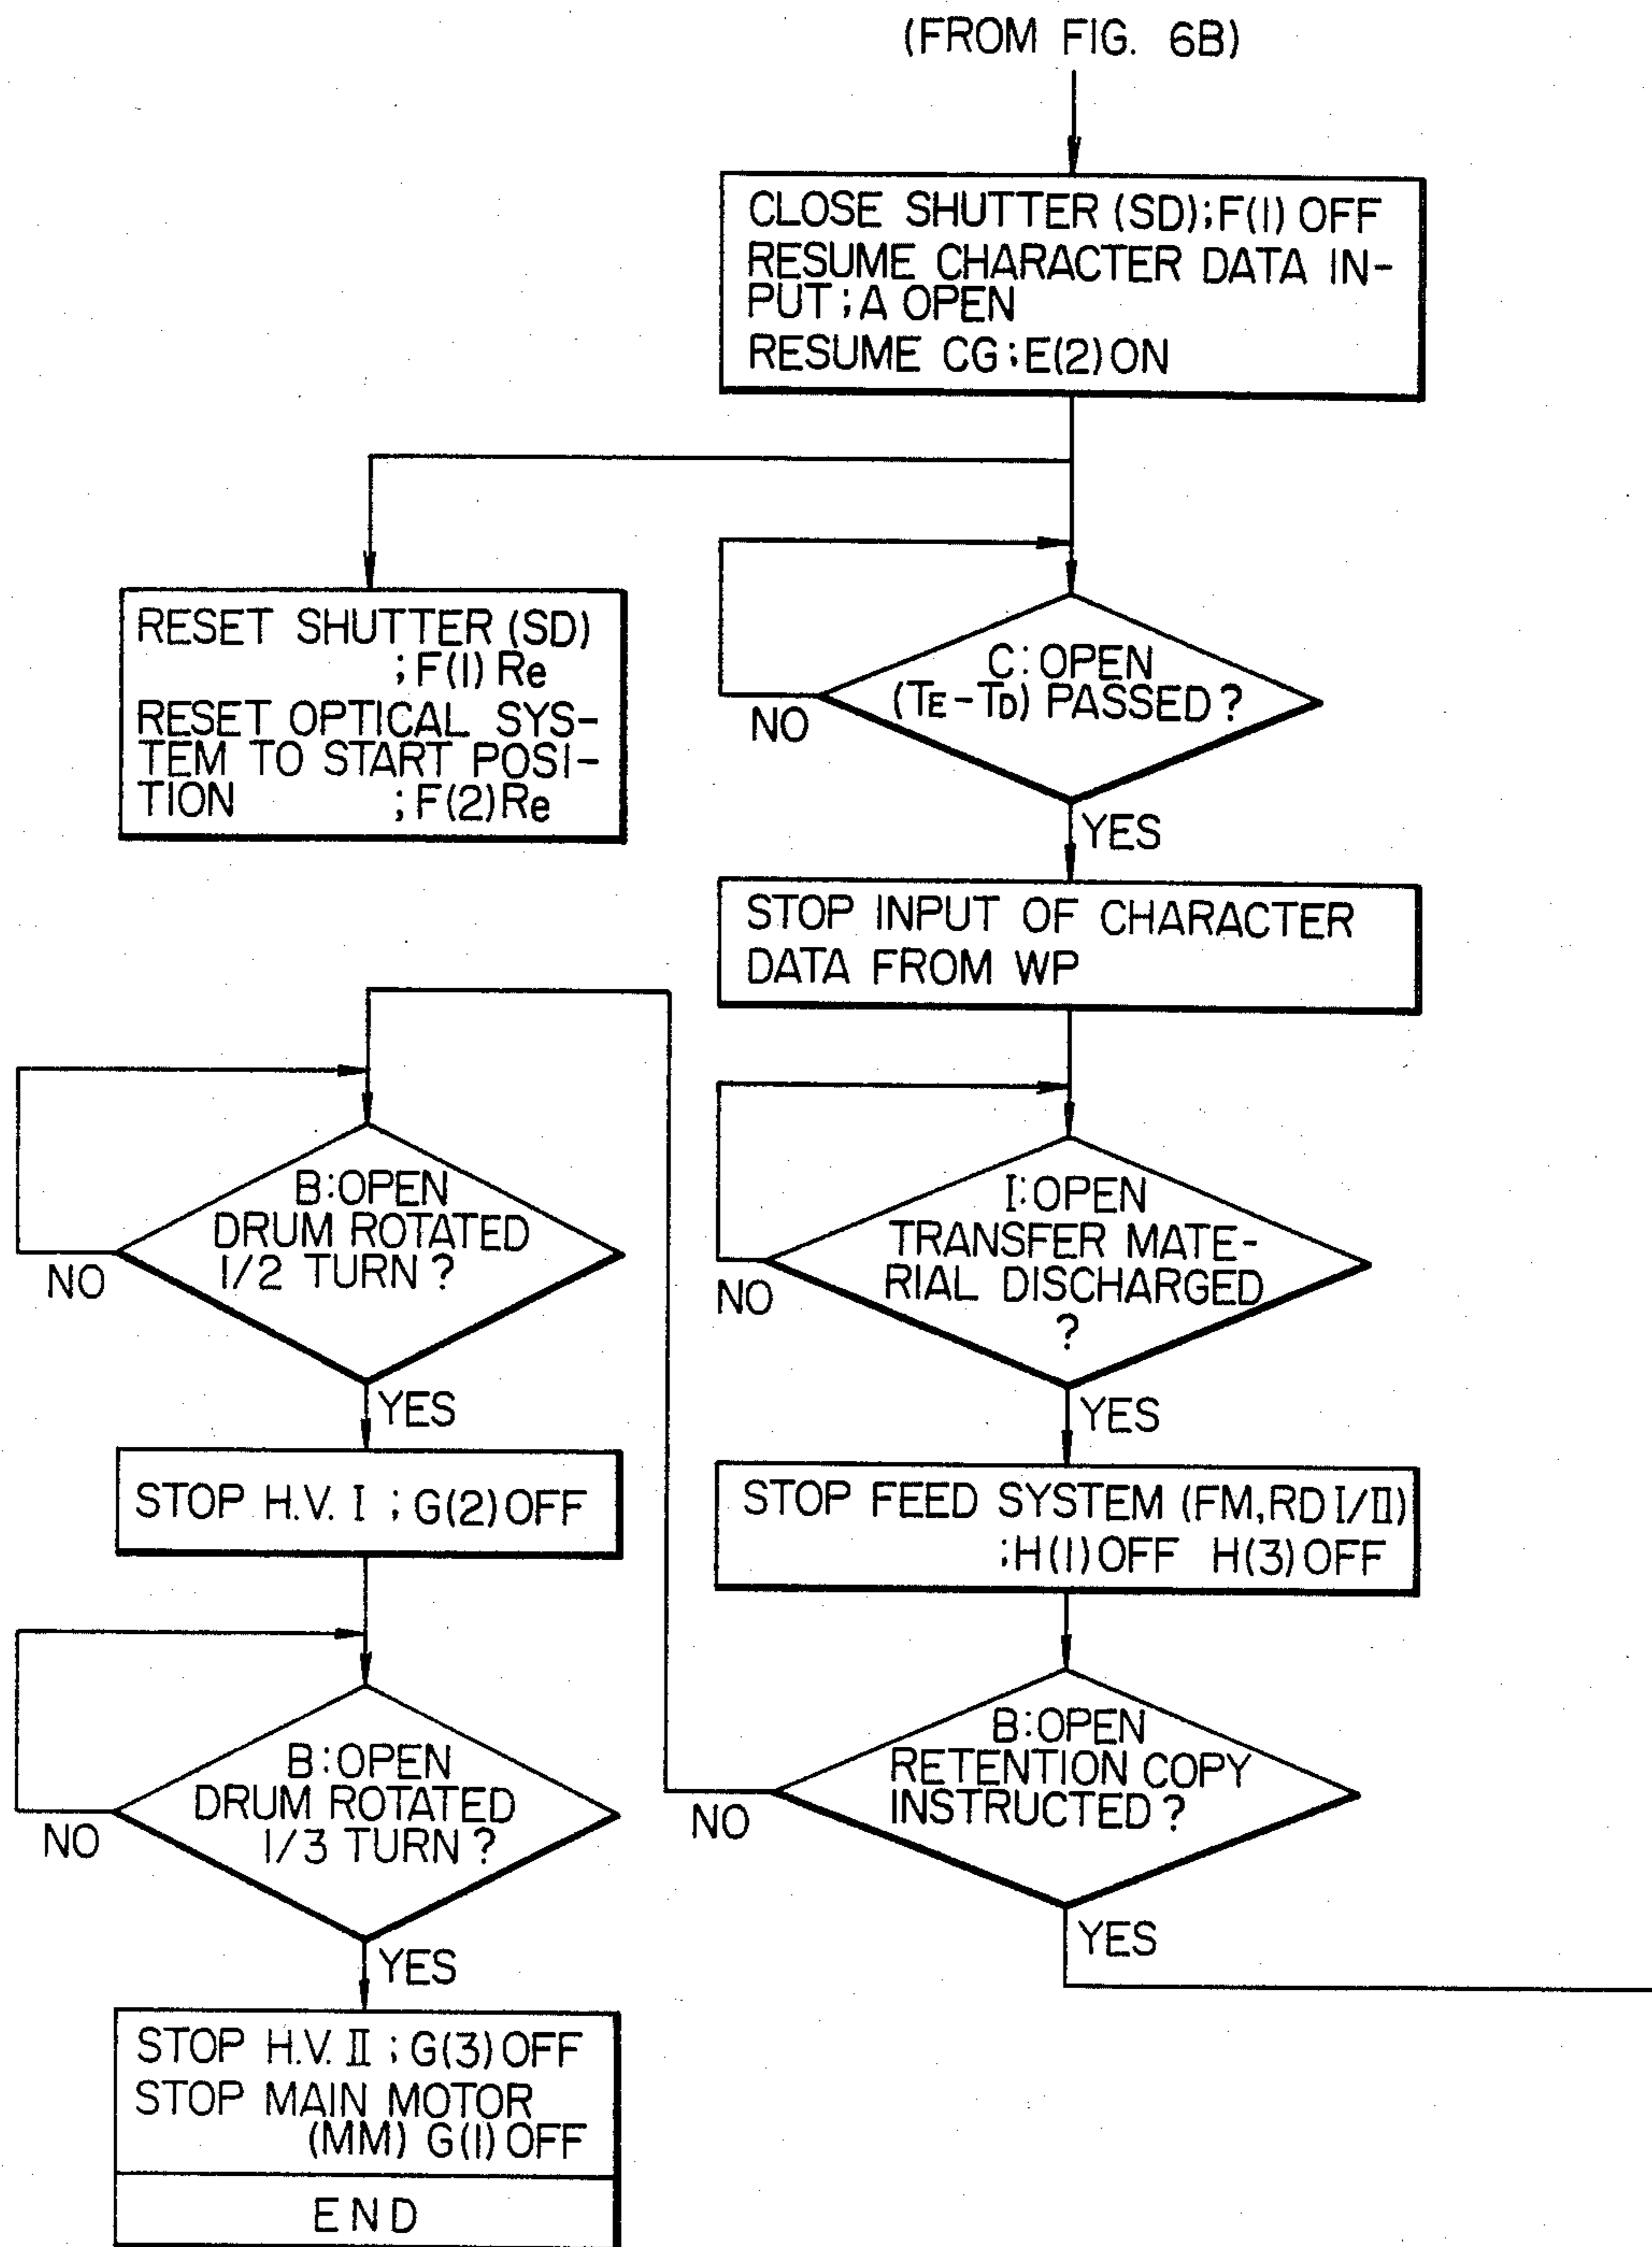 (FROM FIG. 6B)
CLOSE SHUTTER (SD);F(1) OFF
RESUME CHARACTER DATA IN-
PUT;A OPEN
RESUME CG;E(2)ON
RESET SHUTTER (SD)
;F(1) Re
RESET OPTICAL SYS-
TEM TO START POSI-
TION ;F(2)Re
C:OPEN
(TE-TD) PASSED?
NO
YES
STOP INPUT OF CHARACTER
DATA FROM WP
I:OPEN
TRANSFER MATE-
RIAL DISCHARGED
?
NO
YES
STOP FEED SYSTEM (FM,RD I/II)
;H(1)OFF H(3)OFF
B:OPEN
RETENTION COPY
INSTRUCTED?
NO
YES
B:OPEN
DRUM ROTATED
1/2 TURN?
NO
YES
STOP H.V. I ; G(2)OFF
B:OPEN
DRUM ROTATED
1/3 TURN?
NO
YES
STOP H.V. II ; G(3)OFF
STOP MAIN MOTOR
(MM) G(1)OFF
END